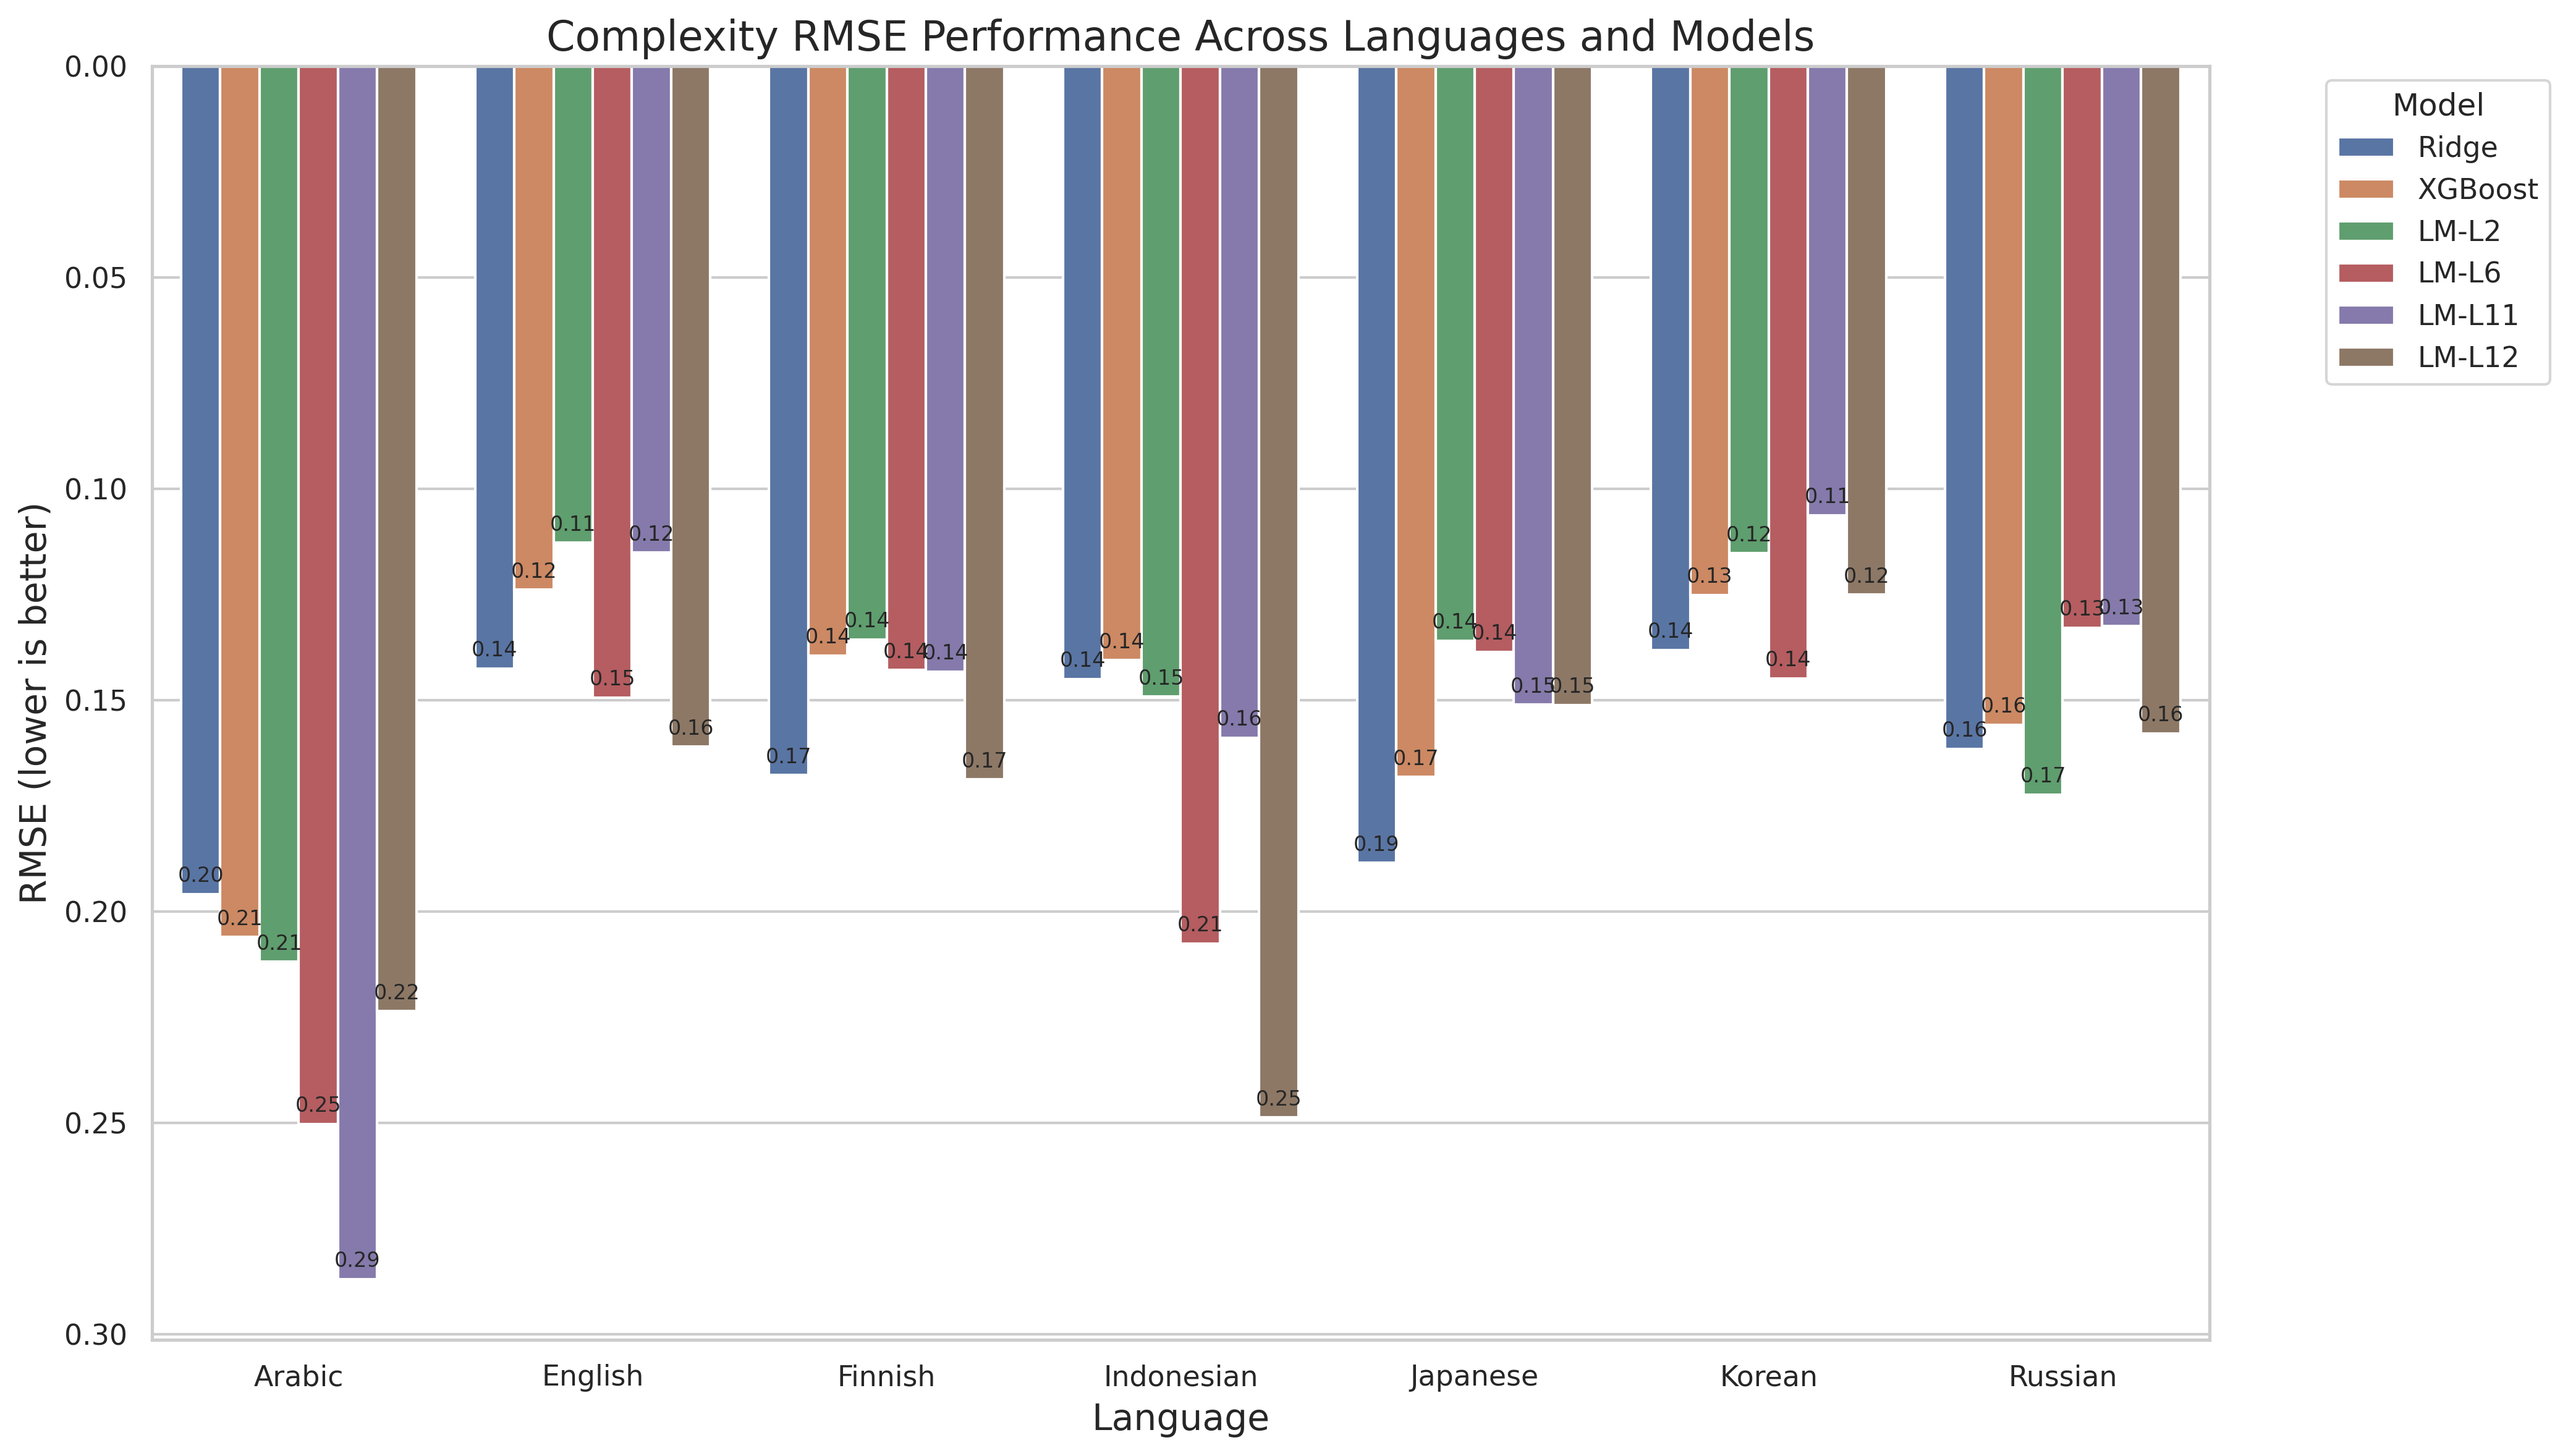 Complexity RMSE Performance Across Languages and Models
RMSE (lower is better)
0.00
0.05
0.10
0.15
0.20
0.25
0.30
0.20
0.21
0.21
0.25
0.29
0.22
0.14
0.12
0.11
0.15
0.12
0.16
0.17
0.14
0.14
0.14
0.14
0.17
0.14
0.14
0.15
0.21
0.16
0.25
0.19
0.17
0.14
0.14
0.15
0.15
0.14
0.13
0.12
0.14
0.11
0.12
0.16
0.16
0.17
0.13
0.13
0.16
Arabic
English
Finnish
Indonesian
Japanese
Korean
Russian
Language
Model
Ridge
XGBoost
LM-L2
LM-L6
LM-L11
LM-L12